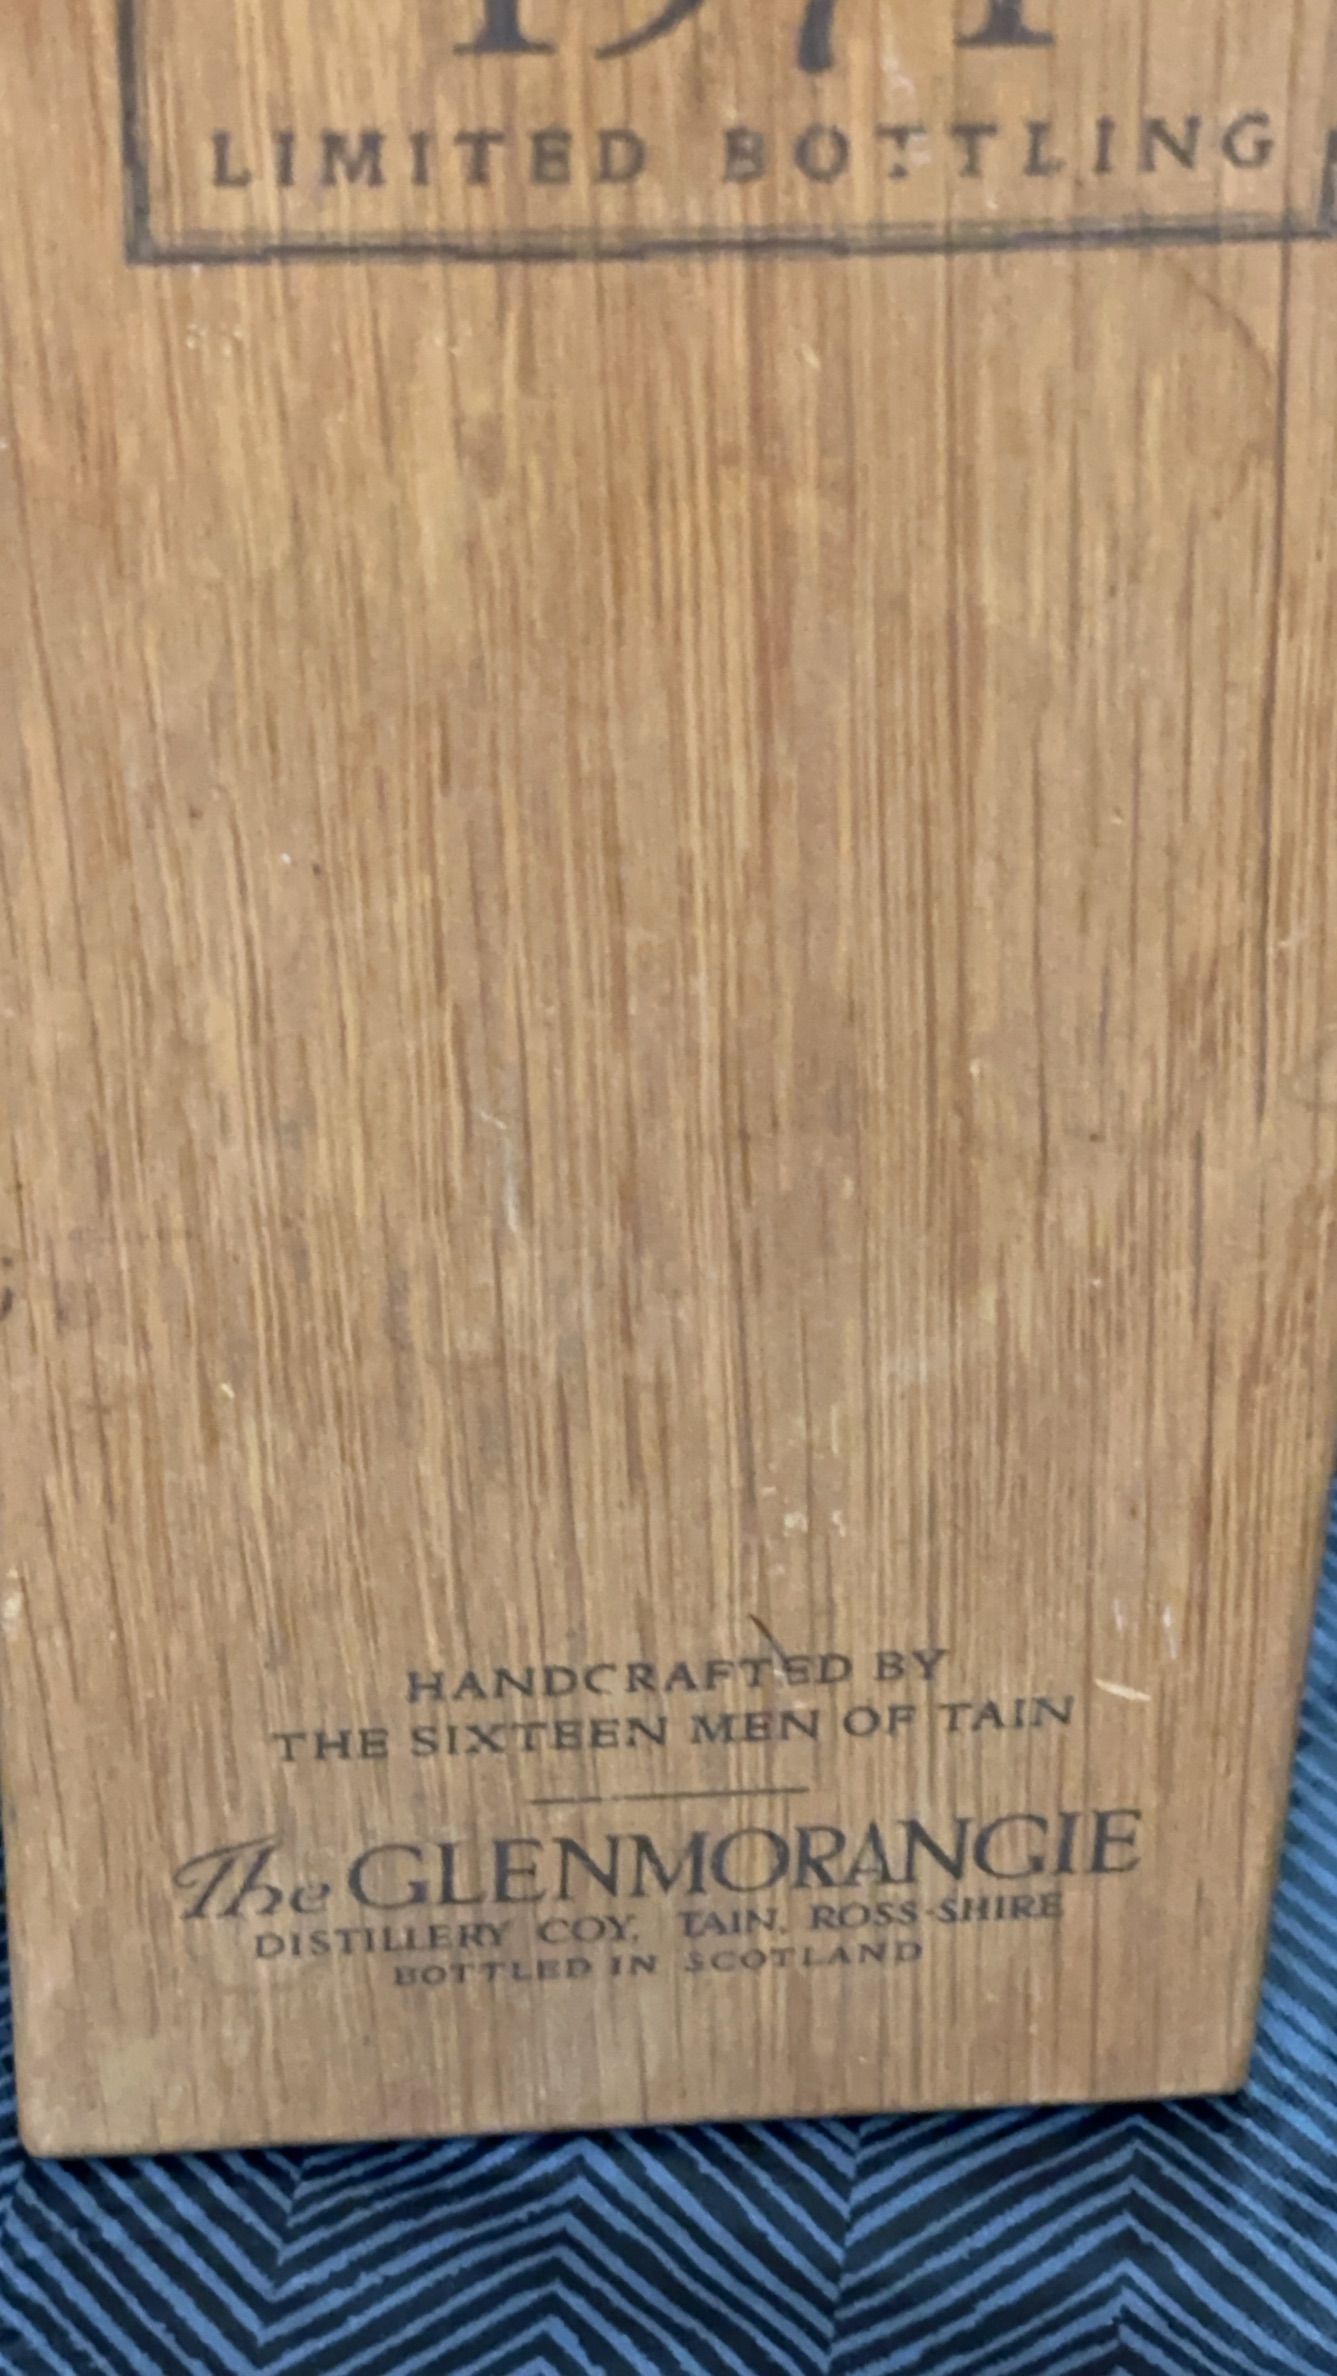 1971
LIMITED BOTTLING
HANDCRAFTED BY
THE SIXTEEN MEN OF TAIN
The GLENMORANGIE
DISTILLERY COY, TAIN, ROSS-SHIRE
BOTTLED IN SCOTLAND